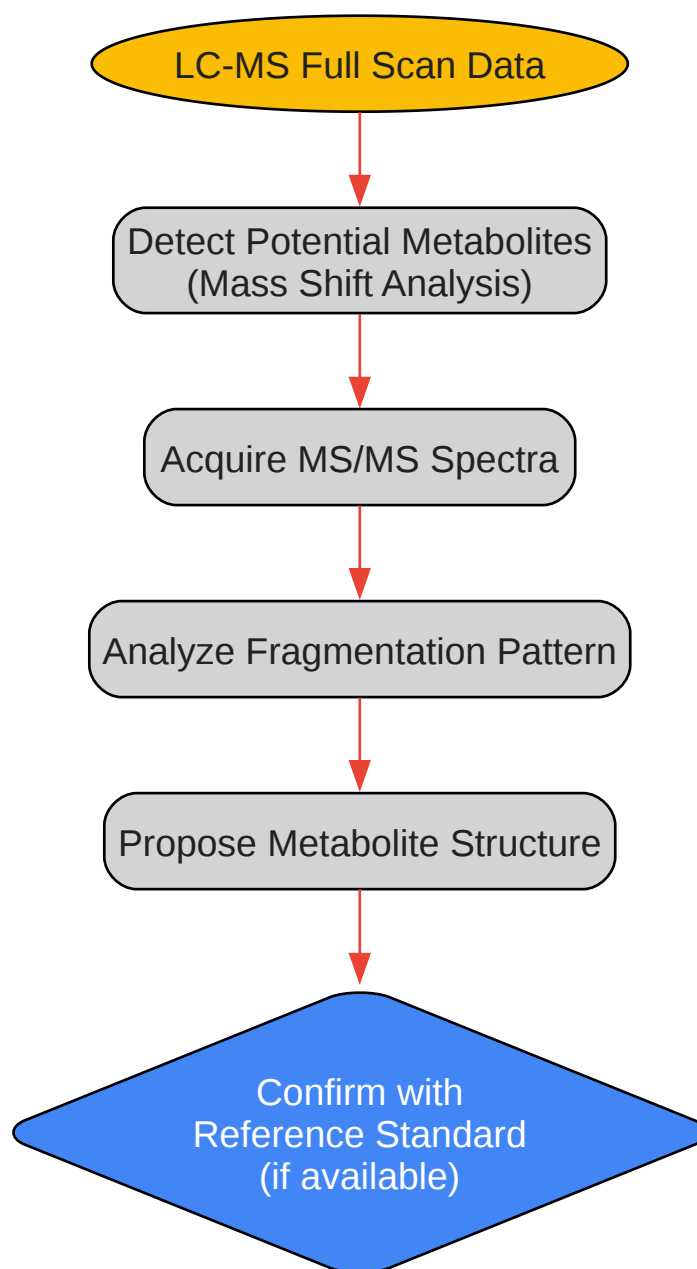 LC-MS Full Scan Data
Detect Potential Metabolites
(Mass Shift Analysis)
Acquire MS/MS Spectra
Analyze Fragmentation Pattern
Propose Metabolite Structure
Confirm with
Reference Standard
(if available)